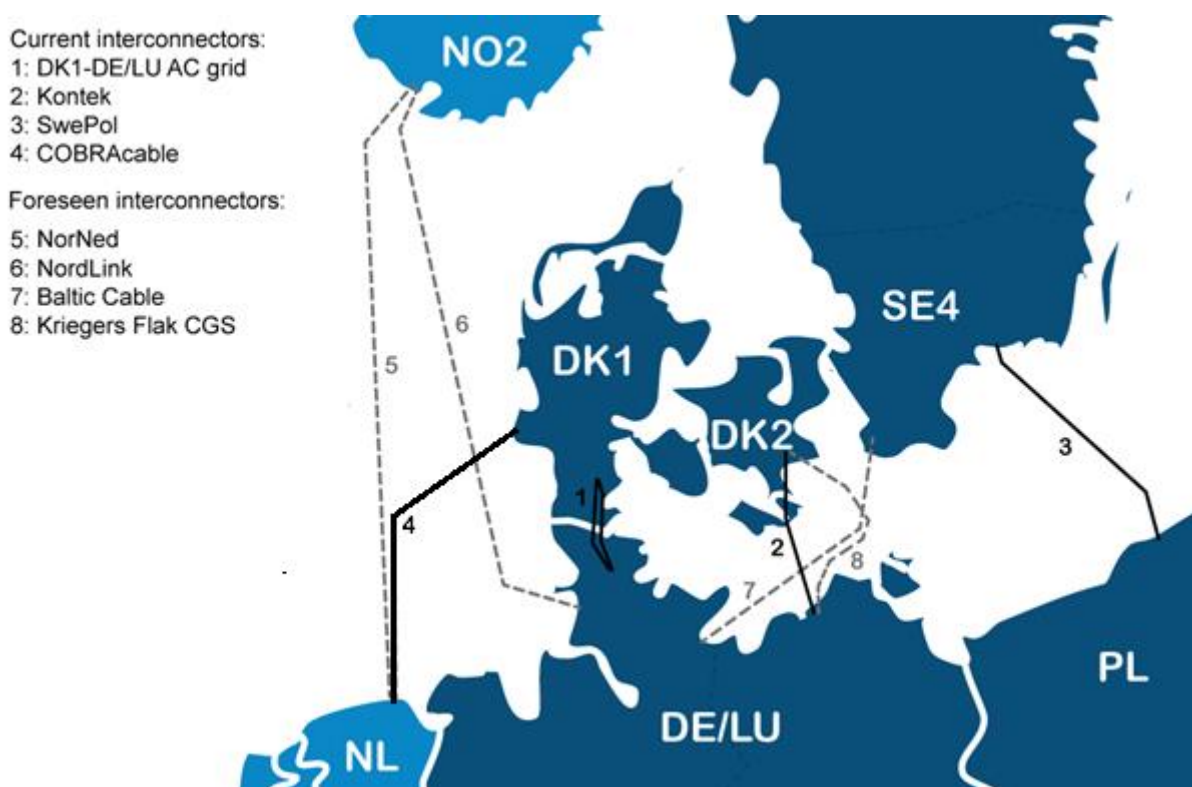 Current interconnectors:
1: DK1-DE/LU AC grid
2: Kontek
3: SwePol
4: COBRAcable
Foreseen interconnectors:
5: NorNed
6: NordLink
7: Baltic Cable
8: Kriegers Flak CGS
NO2
SE4
6
5
DK1
DK2
3
1
4
2
8
7
PL
DE/LU
NL